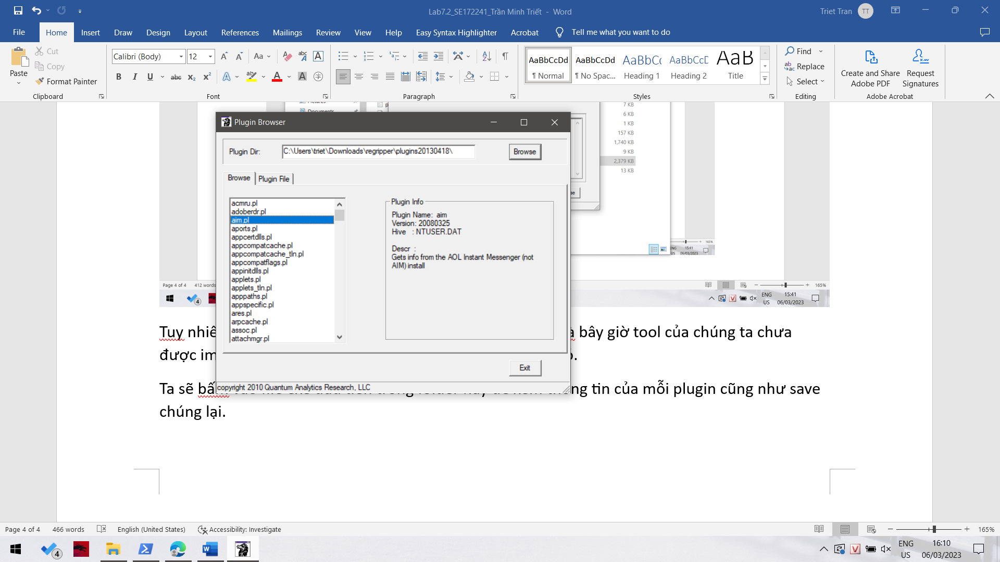 Lab7.2_SE172241_Trần Minh Triết - Word
Triet Tran
TT
File
Home
Insert
Draw
Design
Layout
References
Mailings
Review
View
Help
Easy Syntax Highlighter
Acrobat
Tell me what you want to do
Paste
Cut
Copy
Format Painter
Clipboard
Calibri (Body)
12
Font
Paragraph
AaBbCcDd
¶ Normal
AaBbCcDd
¶ No Spac...
AaBbCc
Heading 1
AaBbCcD
Heading 2
AaB
Title
Styles
Find
Replace
Select
Editing
Create and Share
Adobe PDF
Request
Signatures
Adobe Acrobat
7 KB
6 KB
1 KB
157 KB
1,740 KB
9 KB
2,379 KB
13 KB
Plugin Browser
Plugin Dir:
C:\Users\triet\Downloads\regripper\plugins20130418\
Browse
Browse
Plugin File
acmru.pl
adoberdr.pl
aim.pl
aports.pl
appcertdlls.pl
appcompatcache.pl
appcompatcache_tln.pl
appcompatflags.pl
appinitdlls.pl
applets.pl
applets_tln.pl
apppaths.pl
appspecific.pl
ares.pl
arpcache.pl
assoc.pl
attachmgr.pl
Plugin Info
Plugin Name: aim
Version: 20080325
Hive : NTUSER.DAT
Descr :
Gets info from the AOL Instant Messenger (not
AIM) install
Exit
copyright 2010 Quantum Analytics Research, LLC
165%
15:41
06/03/2023
Page 4 of 4
412 words
165%
4
ENG
US
15:41
06/03/2023
Tuy nhiê
bây giờ tool của chúng ta chưa
được im
Ta sẽ bấm
ng tin của mỗi plugin cũng như save
chúng lại.
Page 4 of 4
466 words
English (United States)
Accessibility: Investigate
165%
4
ENG
US
16:10
06/03/2023